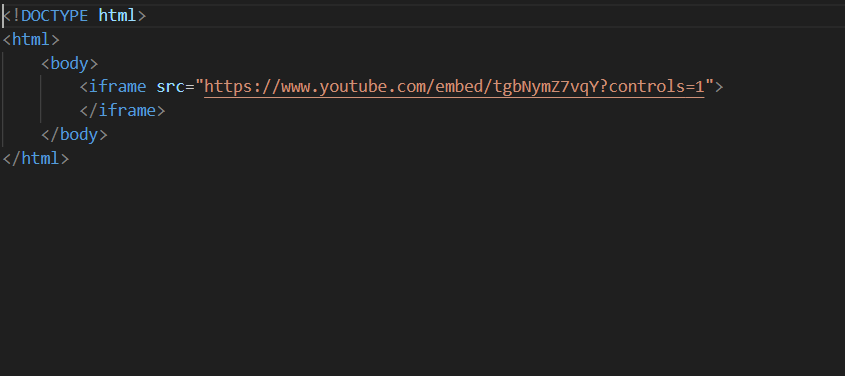 <!DOCTYPE html>
<html>
<body>
<iframe src="https://www.youtube.com/embed/tgbNymZ7vqY?controls=1">
</iframe>
</body>
</html>